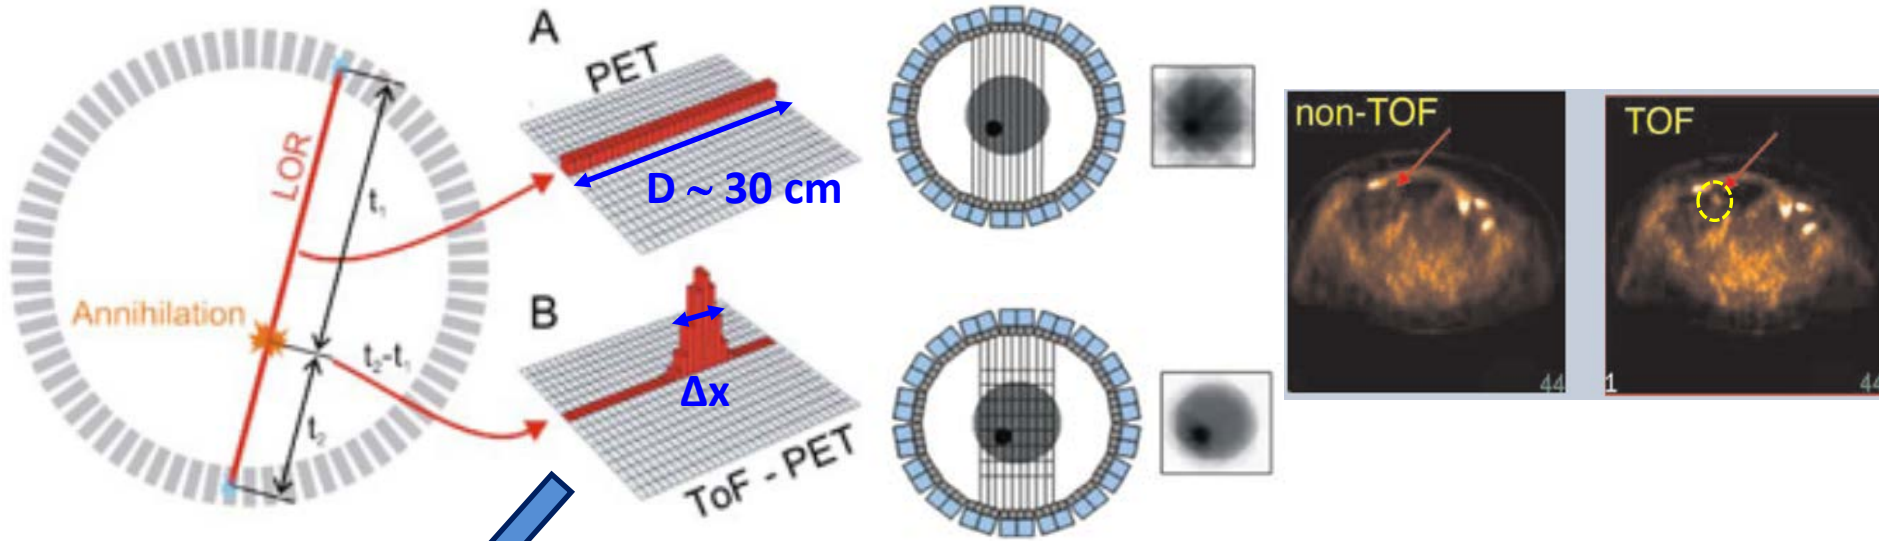 LOR
t₁
Annihilation
t₂-t₁
t₂
A
PET
D ~ 30 cm
B
Δx
ToF - PET
non-TOF
44
TOF
1
44